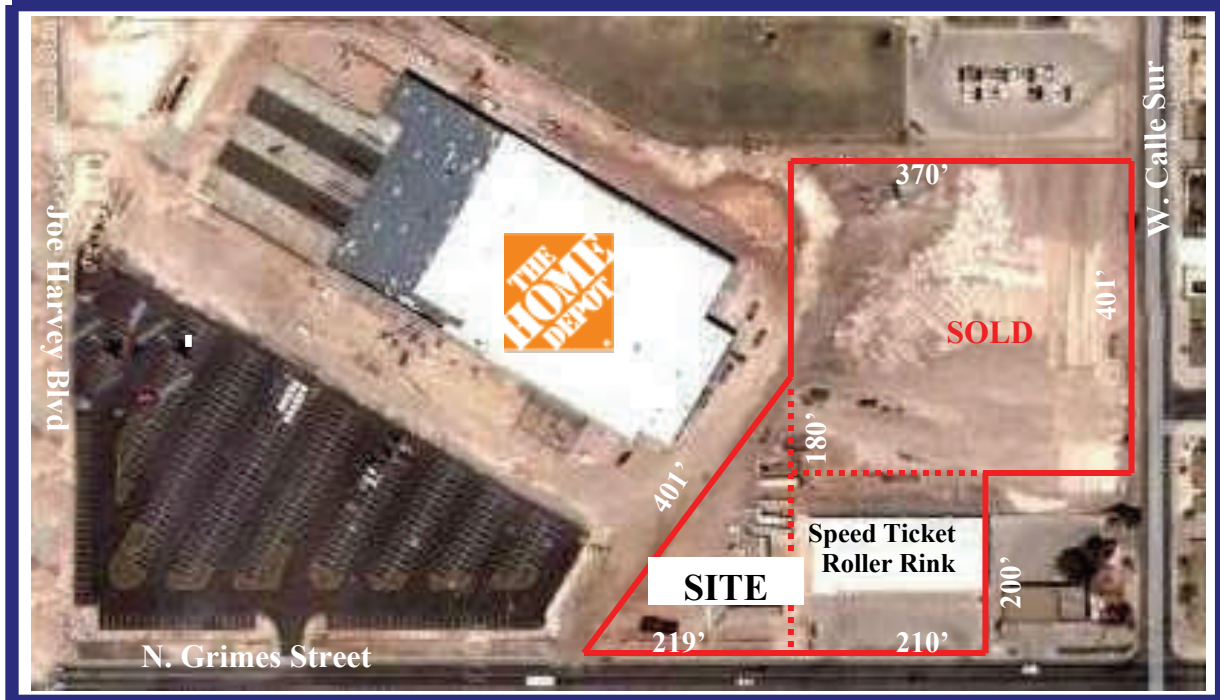 W. Calle Sur
370'
Joe Harvey Blvd
THE
HOME
DEPOT
401'
SOLD
180'
401'
Speed Ticket
Roller Rink
SITE
200'
219'
210'
N. Grimes Street